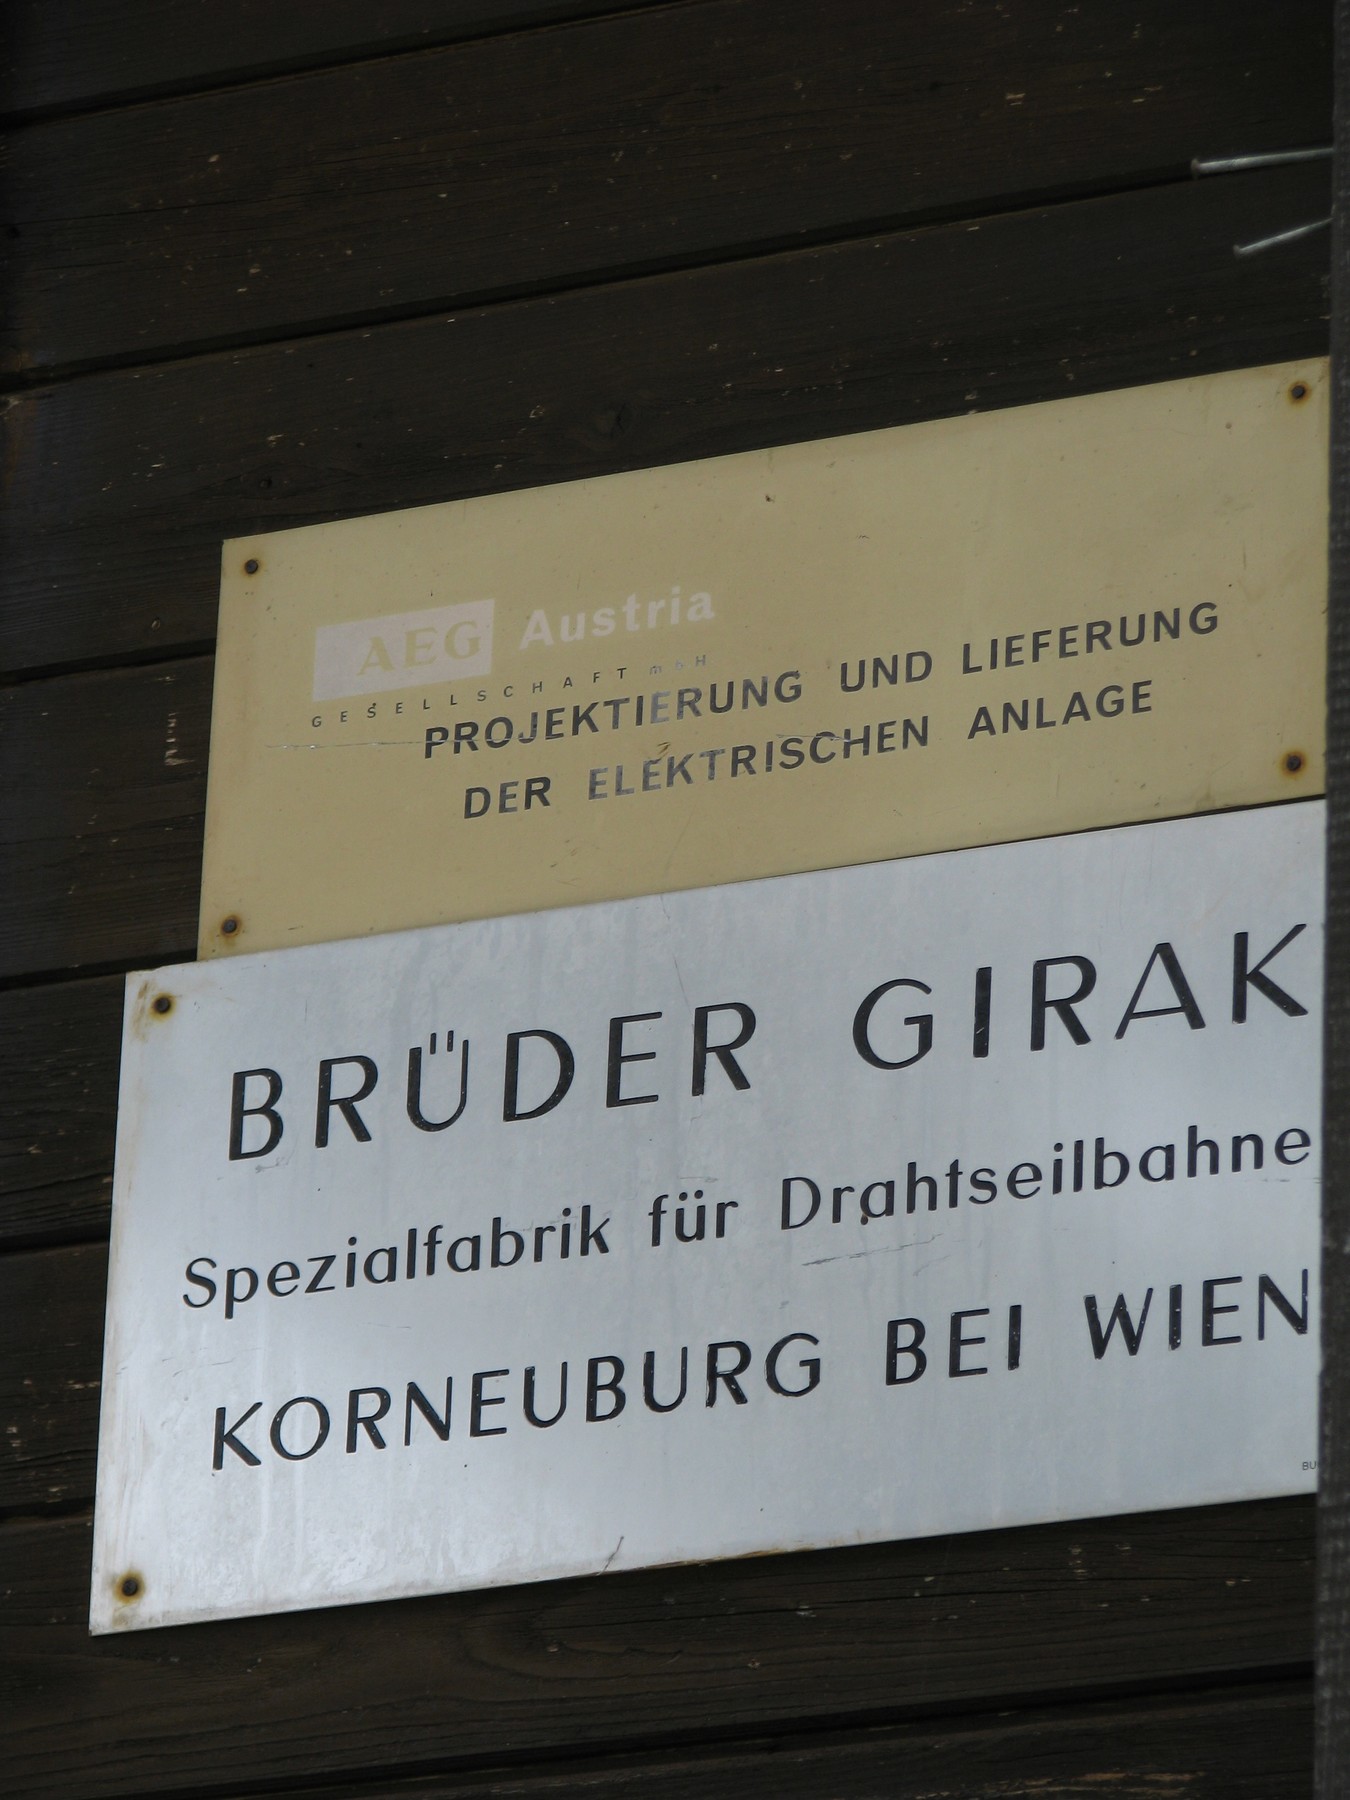 AEG Austria
GESELLSCHAFT mbH
PROJEKTIERUNG UND LIEFERUNG
DER ELEKTRISCHEN ANLAGE
BRÜDER GIRAK
Spezialfabrik für Drahtseilbahne
KORNEUBURG BEI WIEN